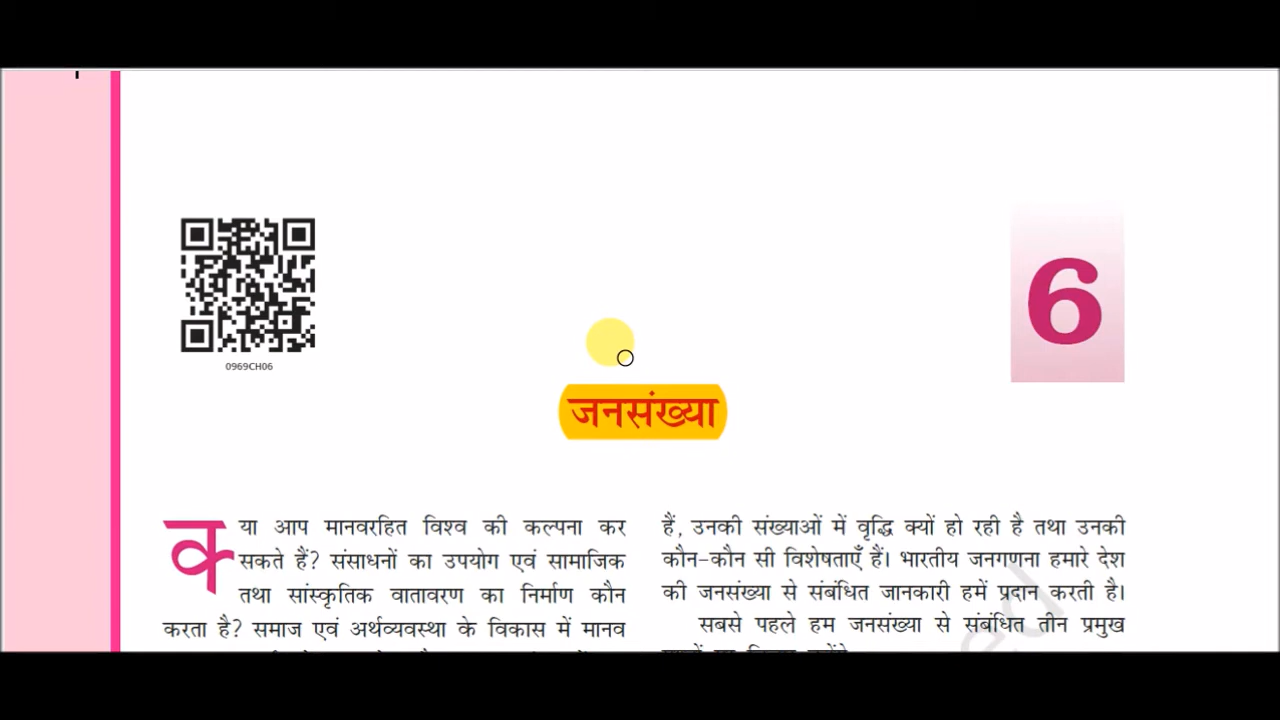 0969CH06
6
जनसंख्या
क्या आप मानवरहित विश्व की कल्पना कर
सकते हैं? संसाधनों का उपयोग एवं सामाजिक
तथा सांस्कृतिक वातावरण का निर्माण कौन
करता है? समाज एवं अर्थव्यवस्था के विकास में मानव
हैं, उनकी संख्याओं में वृद्धि क्यों हो रही है तथा उनकी
कौन-कौन सी विशेषताएँ हैं। भारतीय जनगणना हमारे देश
की जनसंख्या से संबंधित जानकारी हमें प्रदान करती है।
सबसे पहले हम जनसंख्या से संबंधित तीन प्रमुख